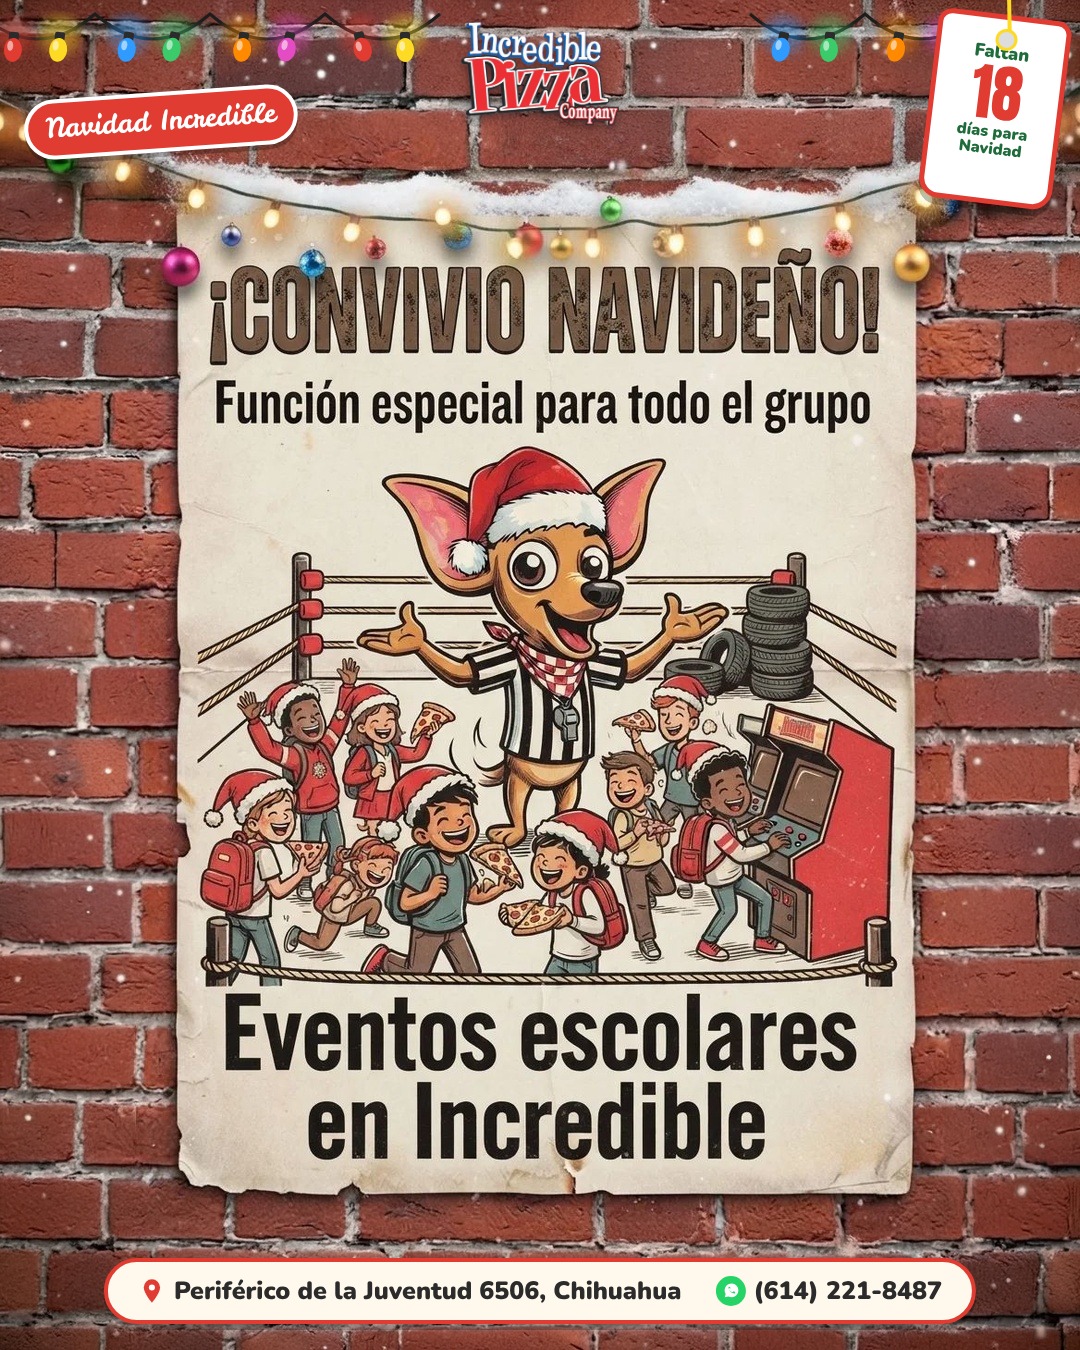 Incredible
Pizza
Company
Navidad Incredible
Faltan
18
días para
Navidad
¡CONVIVIO NAVIDEÑO!
Función especial para todo el grupo
Eventos escolares
en Incredible
Periférico de la Juventud 6506, Chihuahua
(614) 221-8487